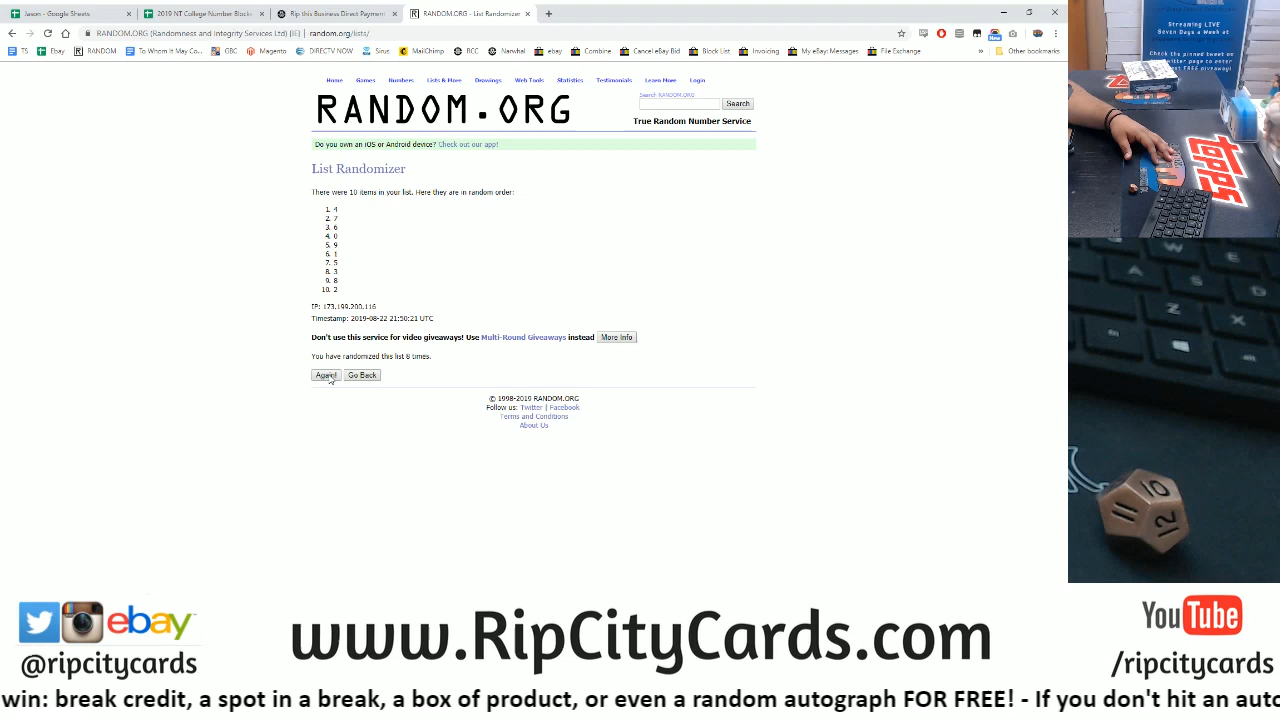 Jason - Google Sheets
2019 NT College Number Block
Rip this Business Direct Payment
RANDOM.ORG - List Randomizer
RANDOM.ORG (Randomness and Integrity Services Ltd) [IE] | random.org/lists/
TS Ebay RANDOM To Whom It May Co... GBC Magento DIRECTV NOW Sirius MailChimp BCC Narwhal ebay Combine Cancel eBay Bid Block List Invoicing My eBay: Messages File Exchange » Other bookmarks
Home Games Numbers Lists & More Drawings Web Tools Statistics Testimonials Learn More Login
RANDOM.ORG
Search RANDOM.ORG
Search
True Random Number Service
Do you own an iOS or Android device? Check out our app!
List Randomizer
There were 10 items in your list. Here they are in random order:
1. 4
2. 7
3. 6
4. 0
5. 9
6. 1
7. 5
8. 3
9. 8
10. 2
IP: 173.199.200.116
Timestamp: 2019-08-22 21:50:21 UTC
Don't use this service for video giveaways! Use Multi-Round Giveaways instead More Info
You have randomized this list 8 times.
Again! Go Back
© 1998-2019 RANDOM.ORG
Follow us: Twitter | Facebook
Terms and Conditions
About Us
Streaming LIVE
Seven Days a Week at
Check the pinned tweet on
page to enter
FREE giveaway!
topps
A S Z X
10
11
12
ebay
@ripcitycards
www.RipCityCards.com
YouTube
/ripcitycards
win: break credit, a spot in a break, a box of product, or even a random autograph FOR FREE! - If you don't hit an auto